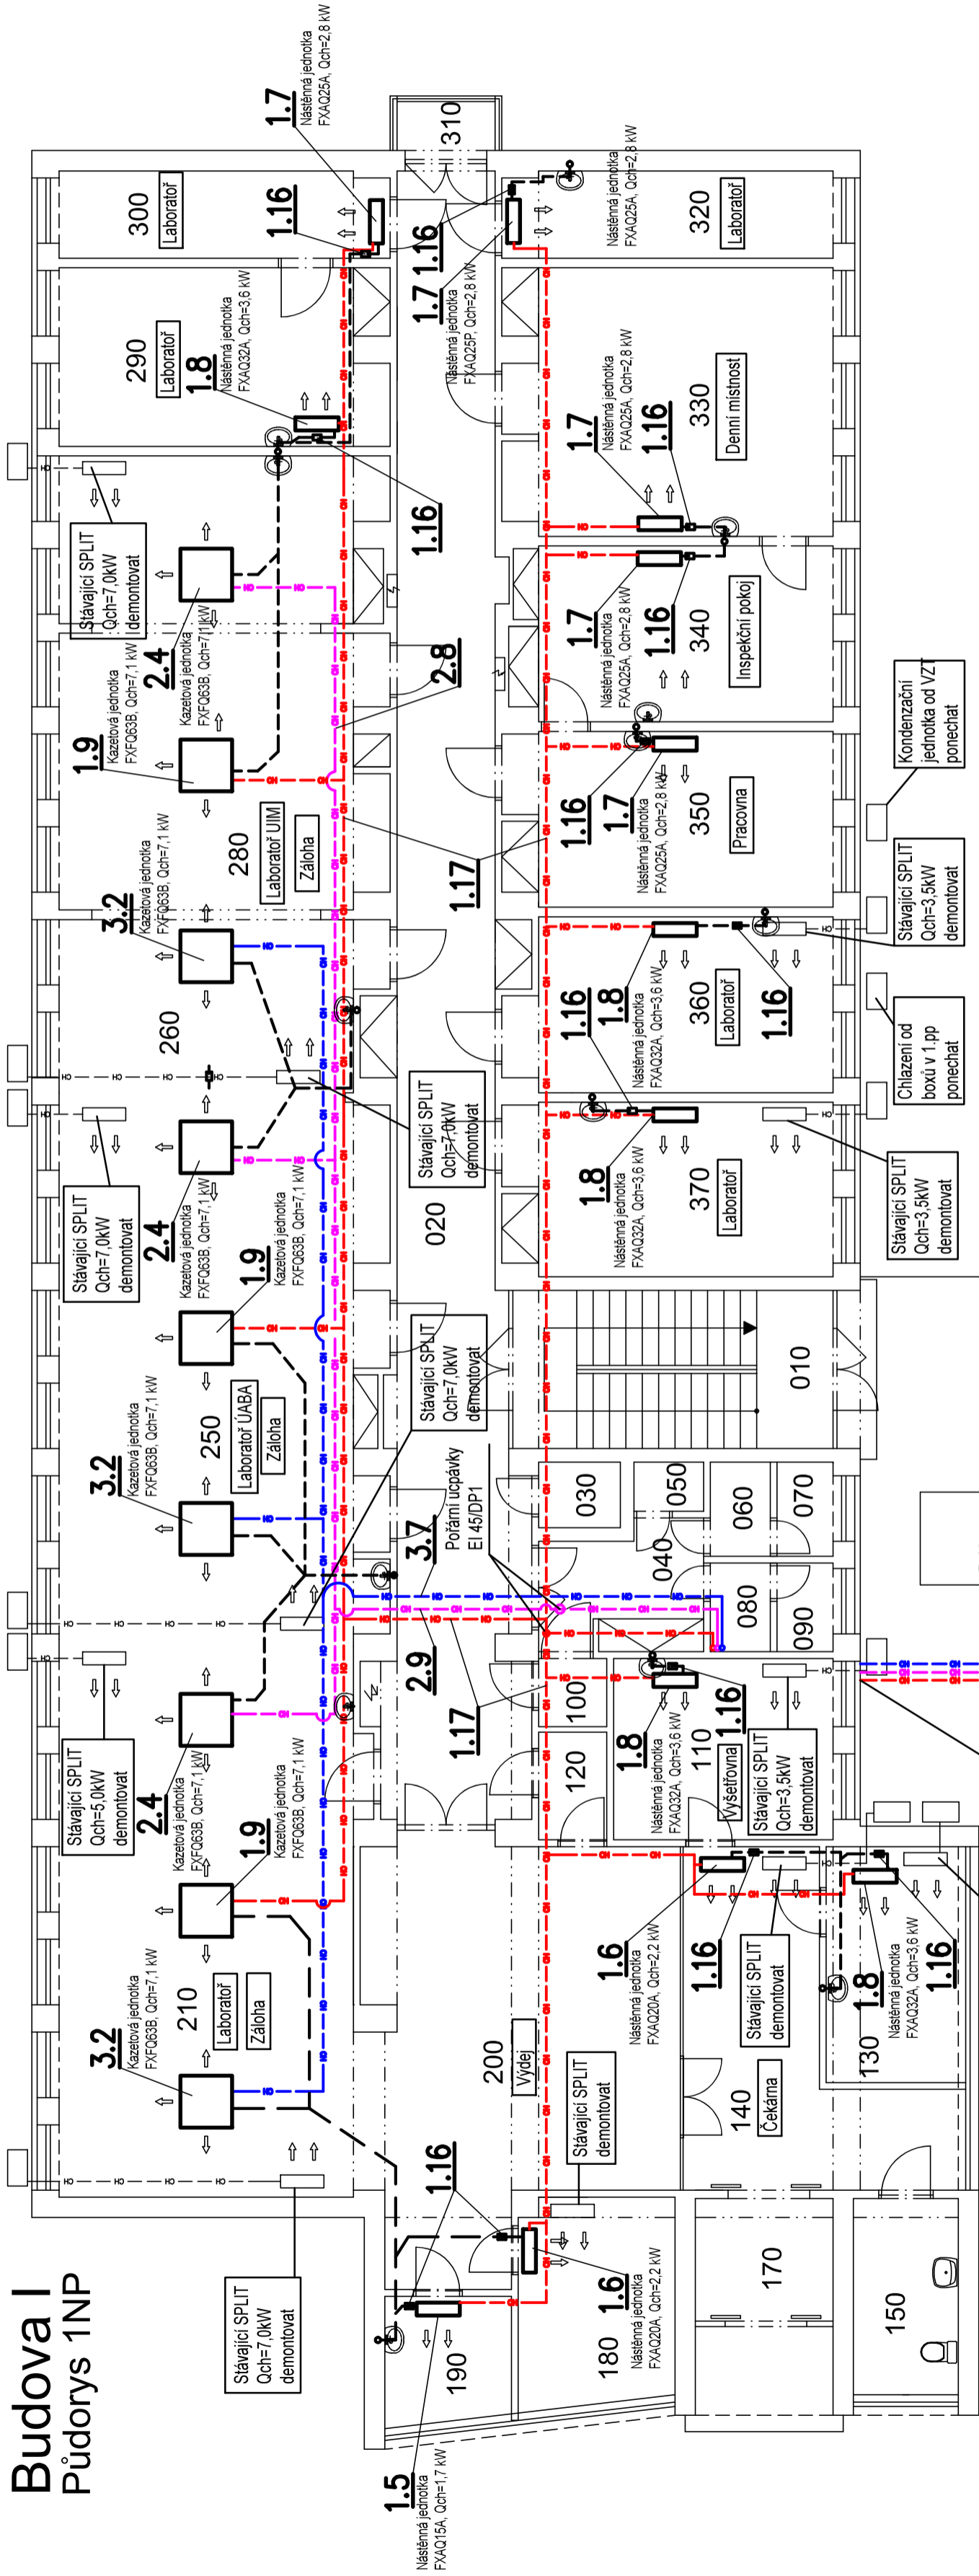 Budova I
Půdorys 1NP
Stávající SPLIT
Qch=7,0kW
demontovat
3.2
Kazetová jednotka
FXFQ63B, Qch=7,1 kW
210
Laboratoř
Záloha
1.9
Kazetová jednotka
FXFQ63B, Qch=7,1 kW
Stávající SPLIT
Qch=5,0kW
demontovat
2.4
Kazetová jednotka
FXFQ63B, Qch=7,1 kW
3.2
Kazetová jednotka
FXFQ63B, Qch=7,1 kW
250
Laboratoř ÚABA
Záloha
1.9
Kazetová jednotka
FXFQ63B, Qch=7,1 kW
Stávající SPLIT
Qch=7,0kW
demontovat
2.4
Kazetová jednotka
FXFQ63B, Qch=7,1 kW
260
3.2
Kazetová jednotka
FXFQ63B, Qch=7,1 kW
280
Laboratoř UIM
Záloha
1.9
Kazetová jednotka
FXFQ63B, Qch=7,1 kW
2.4
Kazetová jednotka
FXFQ63B, Qch=7,1 kW
Stávající SPLIT
Qch=7,0kW
demontovat
290
Laboratoř
1.8
Nástěnná jednotka
FXAQ32A, Qch=3,6 kW
300
Laboratoř
1.16
1.7
Nástěnná jednotka
FXAQ25A, Qch=2,8 kW
1.5
Nástěnná jednotka
FXAQ15A, Qch=1,7 kW
190
1.16
200
Výdej
1.17
2.9
3.7
Požární ucpávky
EI 45/DP1
Stávající SPLIT
Qch=7,0kW
demontovat
020
Stávající SPLIT
Qch=7,0kW
demontovat
1.17
2.8
1.16
1.7
1.16
Nástěnná jednotka
FXAQ25P, Qch=2,8 kW
310
180
1.6
Nástěnná jednotka
FXAQ20A, Qch=2,2 kW
Stávající SPLIT
demontovat
170
150
140
Čekárna
1.6
Nástěnná jednotka
FXAQ20A, Qch=2,2 kW
1.16
Stávající SPLIT
demontovat
130
1.8
Nástěnná jednotka
FXAQ32A, Qch=3,6 kW
1.16
120
100
110
Vyšetřovna
1.8
Nástěnná jednotka
FXAQ32A, Qch=3,6 kW
1.16
Stávající SPLIT
Qch=3,5kW
demontovat
030
040
050
060
070
080
090
010
370
Laboratoř
1.8
Nástěnná jednotka
FXAQ32A, Qch=3,6 kW
Stávající SPLIT
Qch=3,5kW
demontovat
1.16
1.8
Nástěnná jednotka
FXAQ32A, Qch=3,6 kW
360
Laboratoř
1.16
Chlazení od
boxů v 1.pp
ponechat
Stávající SPLIT
Qch=3,5kW
demontovat
Kondenzační
jednotka od VZT
ponechat
1.16
1.7
Nástěnná jednotka
FXAQ25A, Qch=2,8 kW
350
Pracovna
1.7
Nástěnná jednotka
FXAQ25A, Qch=2,8 kW
1.16
340
Inspekční pokoj
1.7
Nástěnná jednotka
FXAQ25A, Qch=2,8 kW
1.16
330
Denní místnost
Nástěnná jednotka
FXAQ25A, Qch=2,8 kW
320
Laboratoř